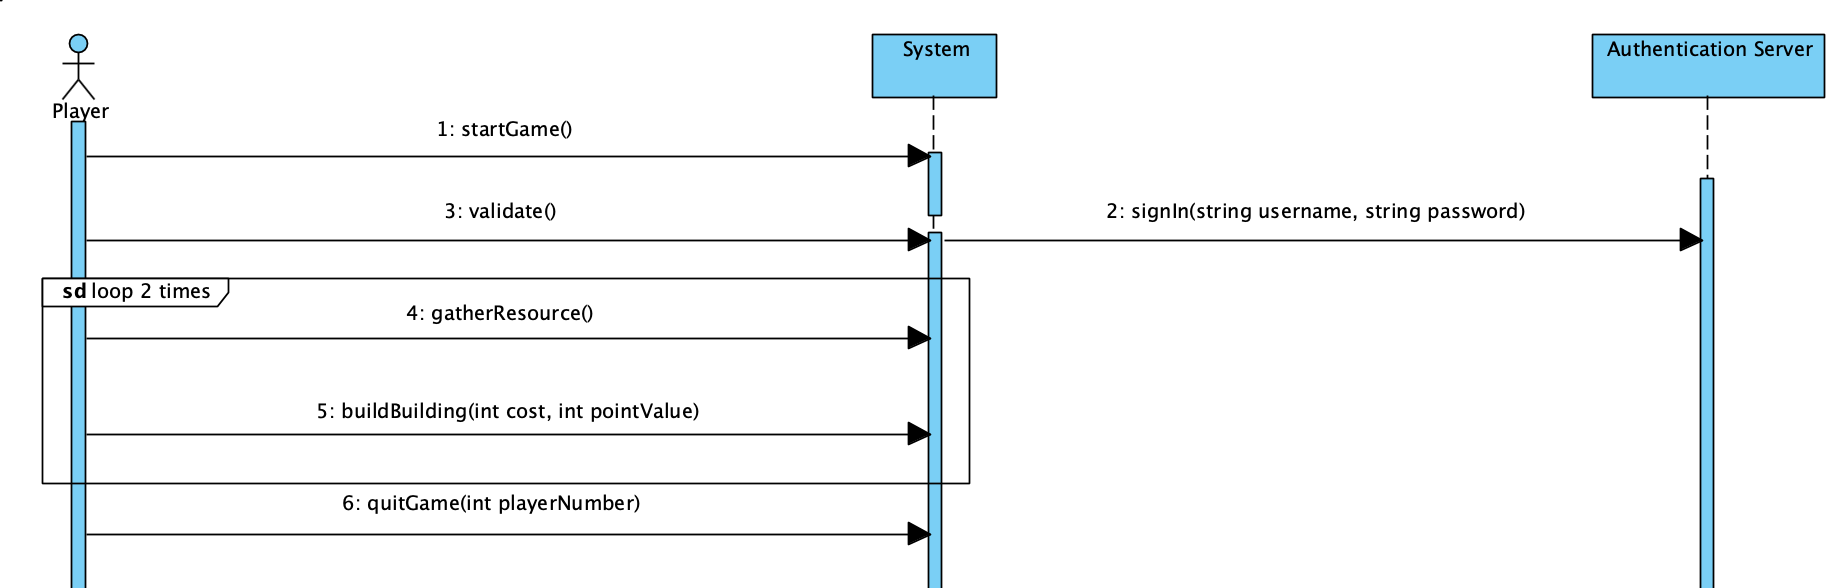 System
Authentication Server
Player
1: startGame()
3: validate()
2: signIn(string username, string password)
sd loop 2 times
4: gatherResource()
5: buildBuilding(int cost, int pointValue)
6: quitGame(int playerNumber)